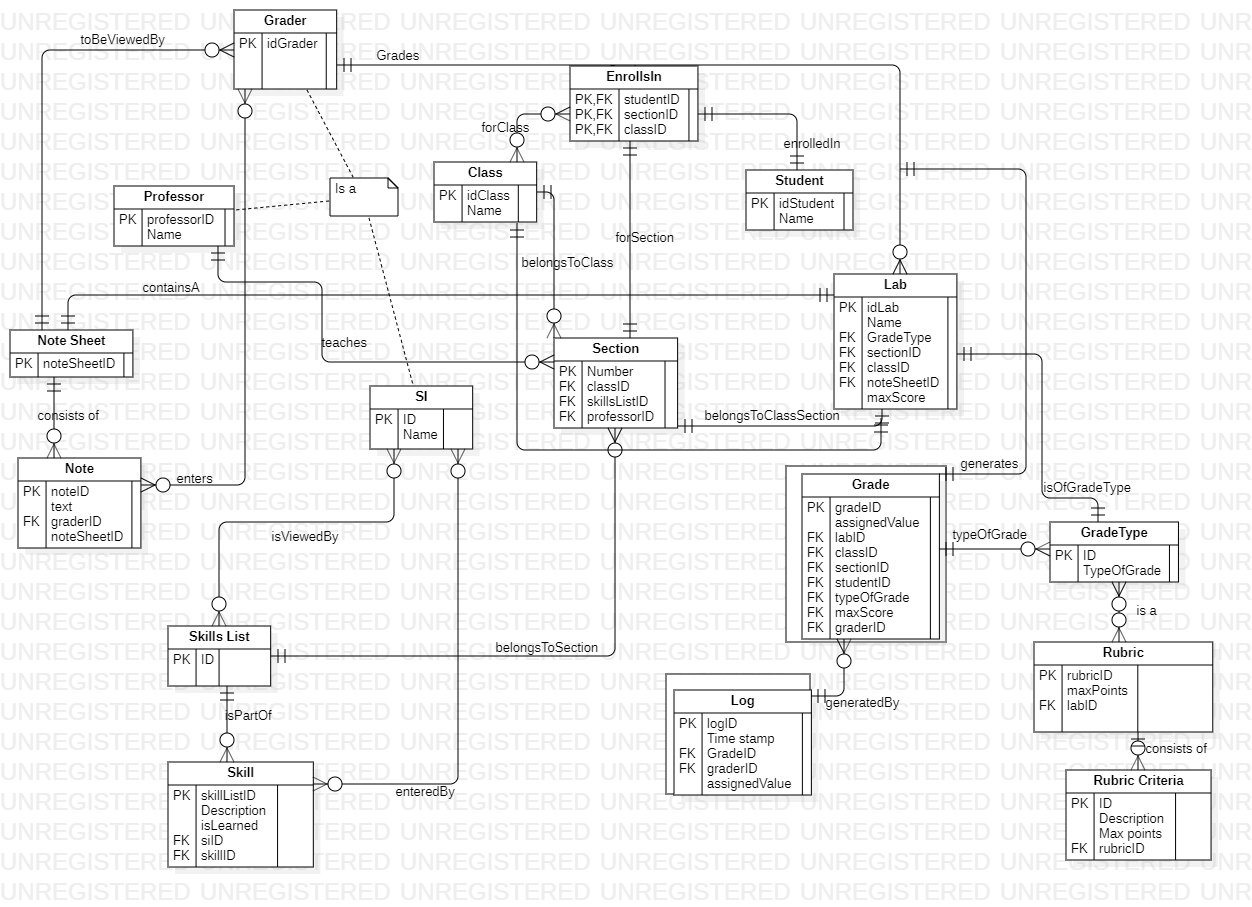 Grader
PK idGrader
toBeViewedBy
Grades
EnrollsIn
PK,FK studentID
PK,FK sectionID
PK,FK classID
forClass
enrolledIn
Class
PK idClass
Name
Student
PK idStudent
Name
Is a
Professor
PK professorID
Name
forSection
belongsToClass
containsA
Lab
PK idLab
Name
FK GradeType
FK sectionID
FK classID
FK noteSheetID
maxScore
Note Sheet
PK noteSheetID
teaches
Section
PK Number
FK classID
FK skillsListID
FK professorID
SI
PK ID
Name
consists of
belongsToClassSection
Note
PK noteID
text
FK graderID
noteSheetID
enters
generates
isOfGradeType
Grade
PK gradeID
assignedValue
FK labID
FK classID
FK sectionID
FK studentID
FK typeOfGrade
FK maxScore
FK graderID
typeOfGrade
GradeType
PK ID
TypeOfGrade
isViewedBy
is a
Skills List
PK ID
belongsToSection
Rubric
PK rubricID
maxPoints
FK labID
isPartOf
Log
PK logID
Time stamp
FK GradeID
FK graderID
assignedValue
generatedBy
consists of
Skill
PK skillListID
Description
isLearned
FK siID
FK skillID
enteredBy
Rubric Criteria
PK ID
Description
Max points
FK rubricID
UNREGISTERED